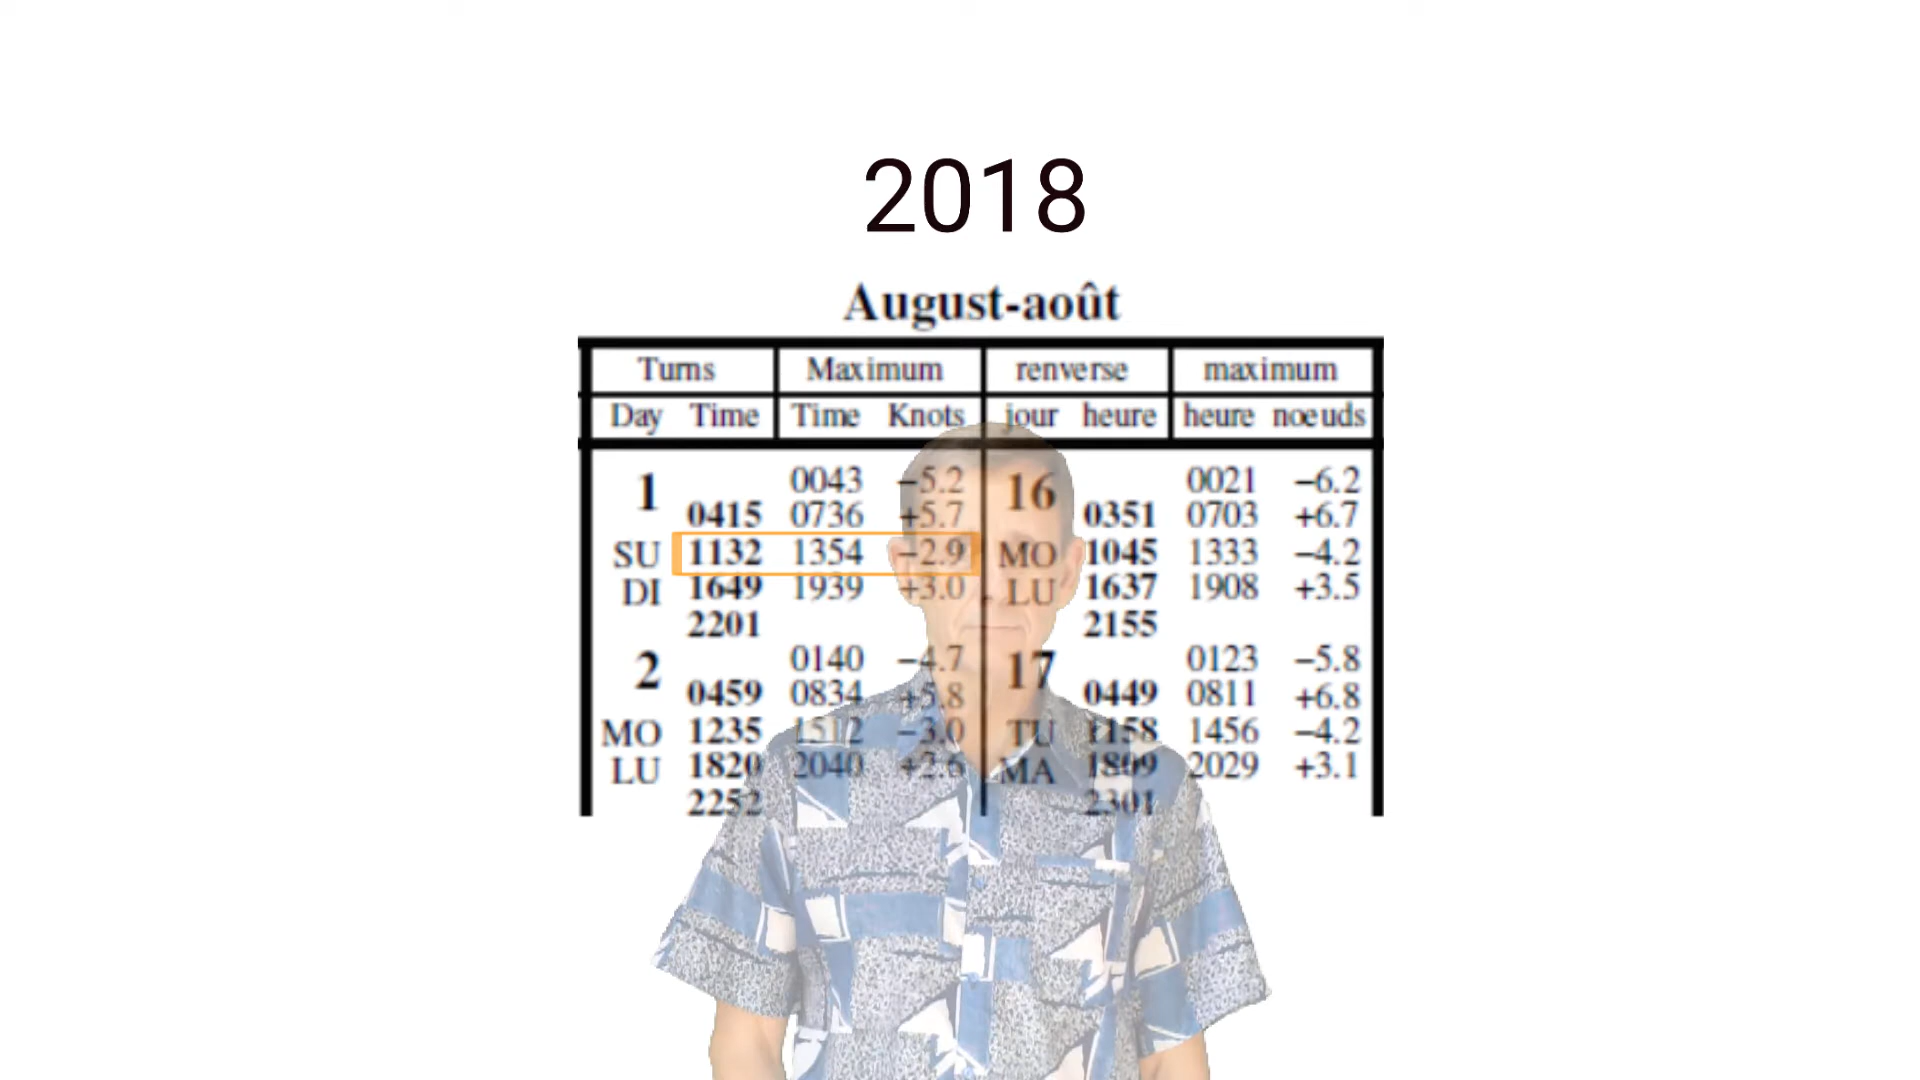 2018
August-août
Turns Maximum renverse maximum
Day Time Time Knots jour heure heure noeuds
1 0043 –5.2 16 0021 –6.2
0415 0736 +5.7 0351 0703 +6.7
SU 1132 1354 –2.9 MO 1045 1333 –4.2
DI 1649 1939 +3.0 LU 1637 1908 +3.5
2201 2155
2 0140 –4.7 17 0123 –5.8
0459 0834 +5.8 0449 0811 +6.8
MO 1235 1512 –3.0 TU 1158 1456 –4.2
LU 1820 2040 +2.6 MA 1809 2029 +3.1
2252 2301